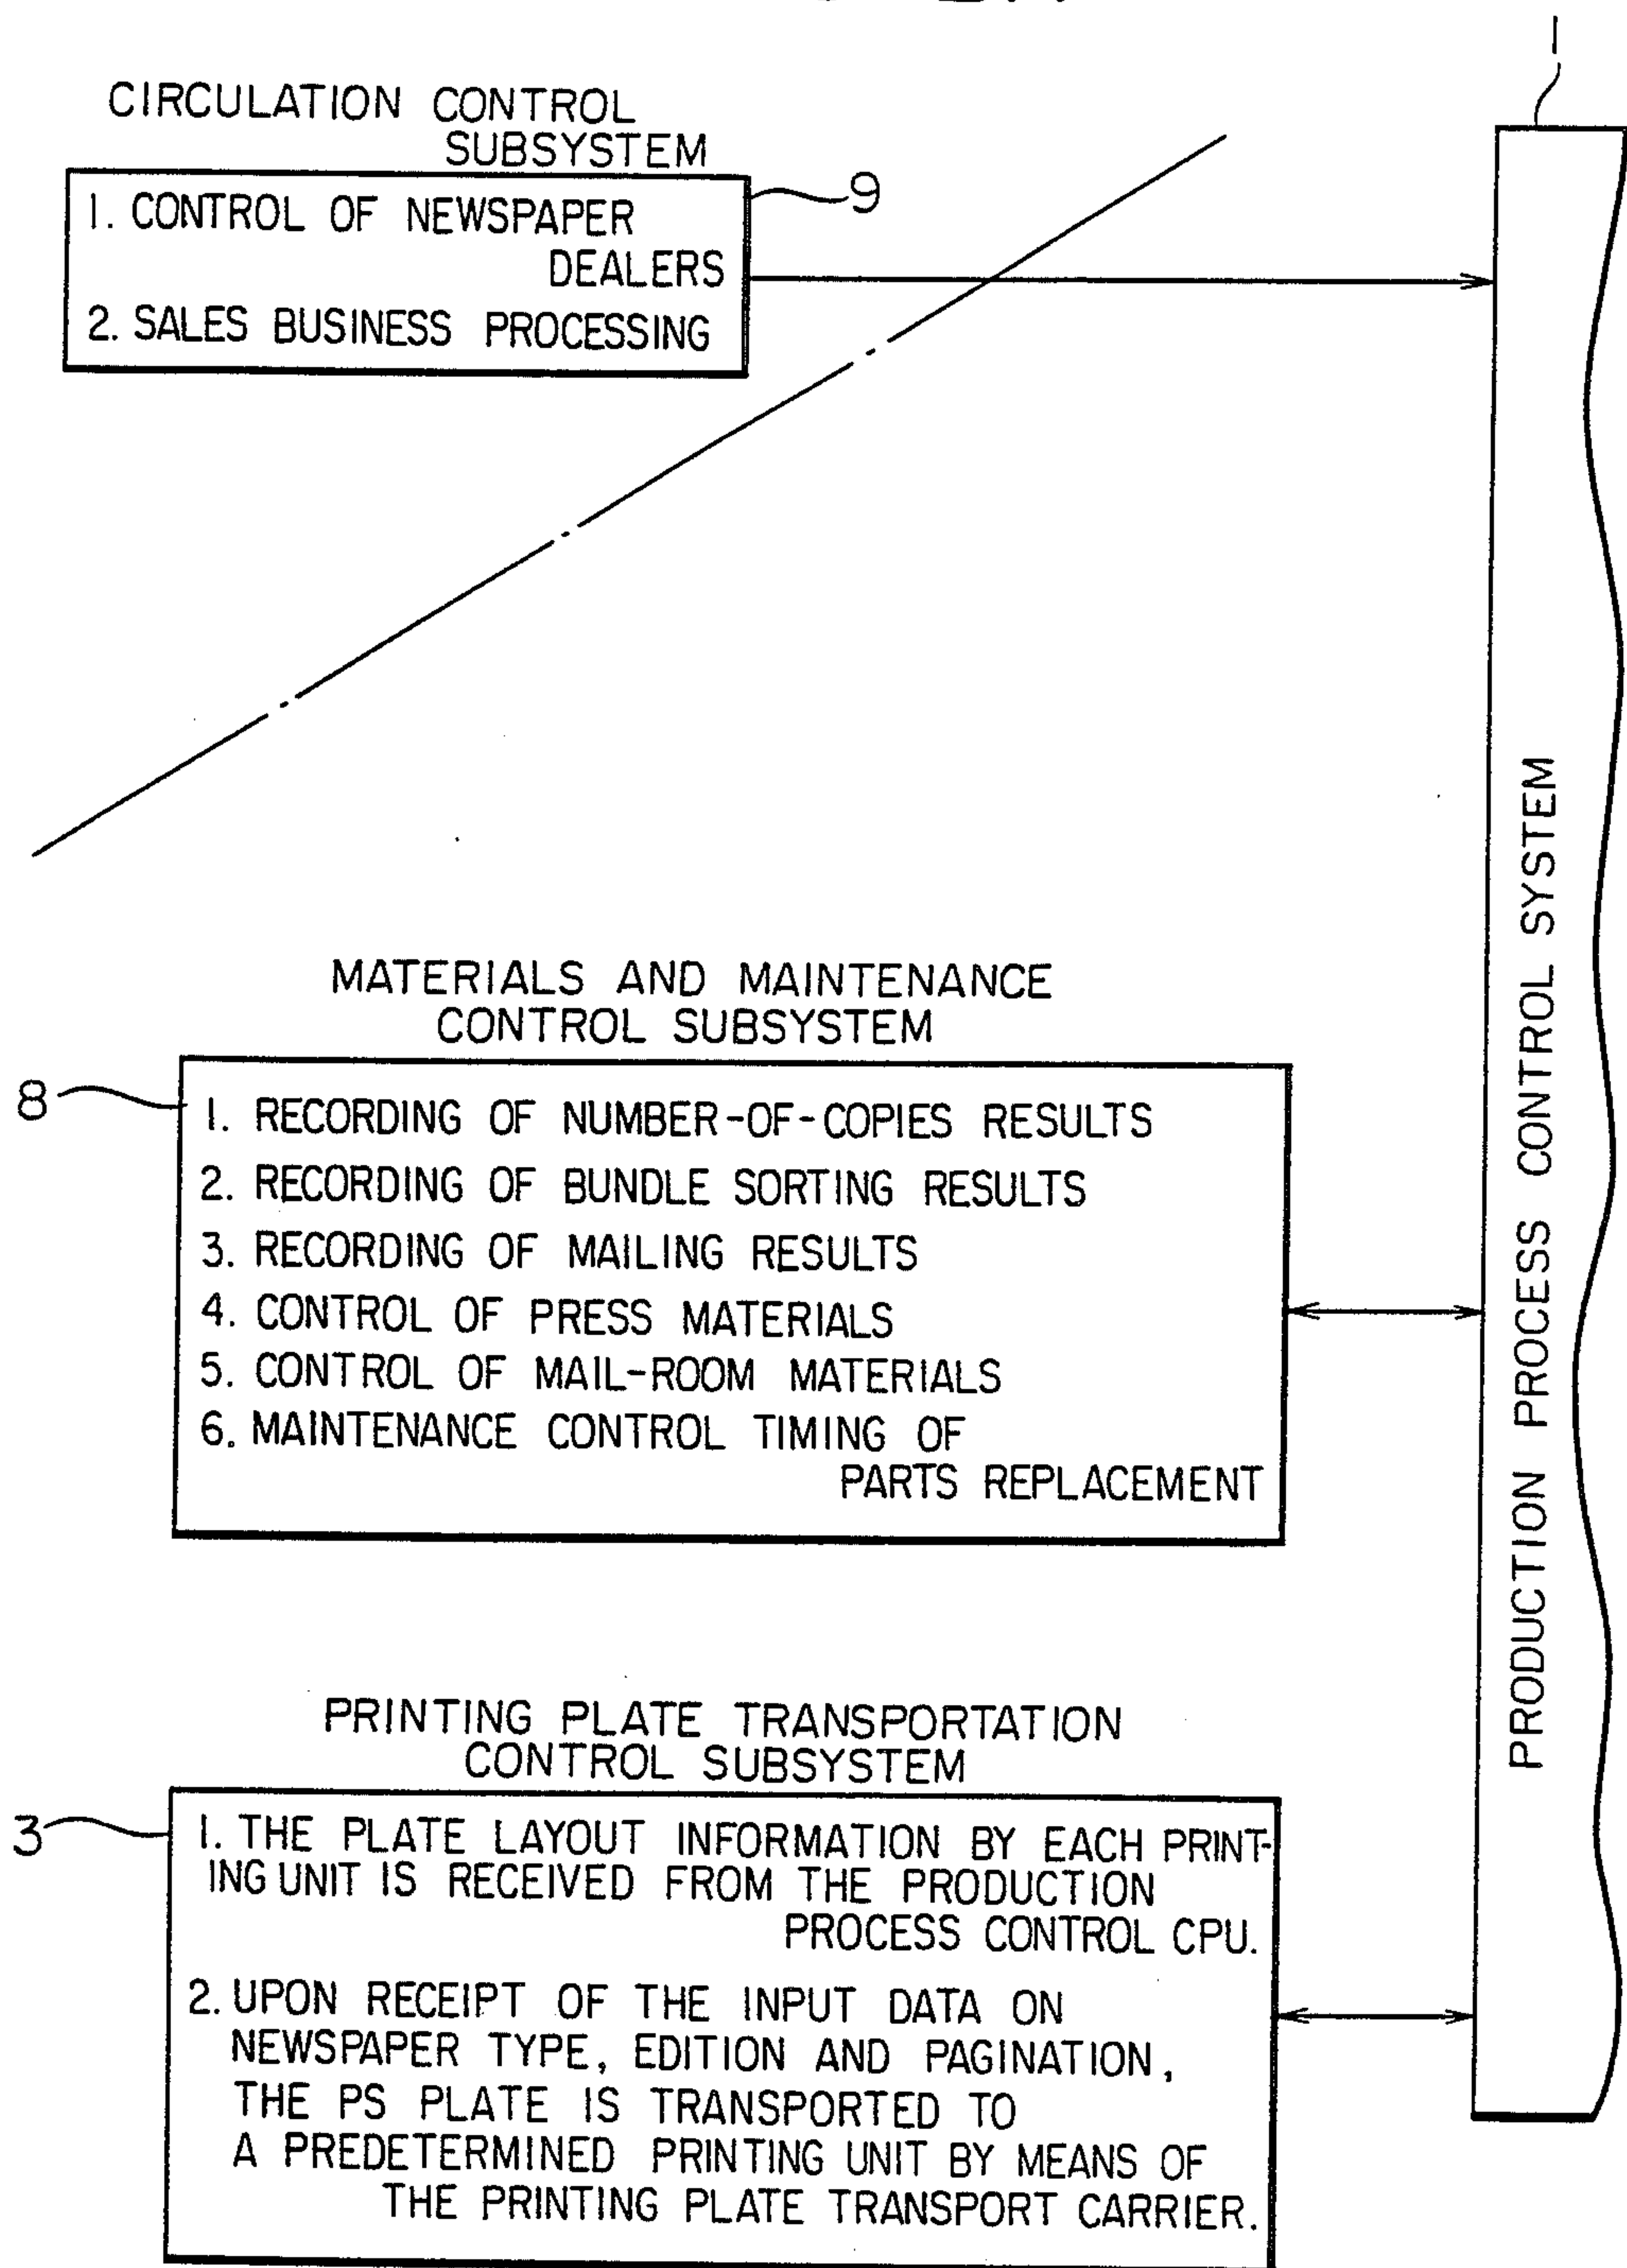 1
CIRCULATION CONTROL
SUBSYSTEM
9
1. CONTROL OF NEWSPAPER
DEALERS
2. SALES BUSINESS PROCESSING
PRODUCTION PROCESS CONTROL SYSTEM
MATERIALS AND MAINTENANCE
CONTROL SUBSYSTEM
8
1. RECORDING OF NUMBER-OF-COPIES RESULTS
2. RECORDING OF BUNDLE SORTING RESULTS
3. RECORDING OF MAILING RESULTS
4. CONTROL OF PRESS MATERIALS
5. CONTROL OF MAIL-ROOM MATERIALS
6. MAINTENANCE CONTROL TIMING OF
PARTS REPLACEMENT
PRINTING PLATE TRANSPORTATION
CONTROL SUBSYSTEM
3
1. THE PLATE LAYOUT INFORMATION BY EACH PRINT-
ING UNIT IS RECEIVED FROM THE PRODUCTION
PROCESS CONTROL CPU.
2. UPON RECEIPT OF THE INPUT DATA ON
NEWSPAPER TYPE, EDITION AND PAGINATION,
THE PS PLATE IS TRANSPORTED TO
A PREDETERMINED PRINTING UNIT BY MEANS OF
THE PRINTING PLATE TRANSPORT CARRIER.